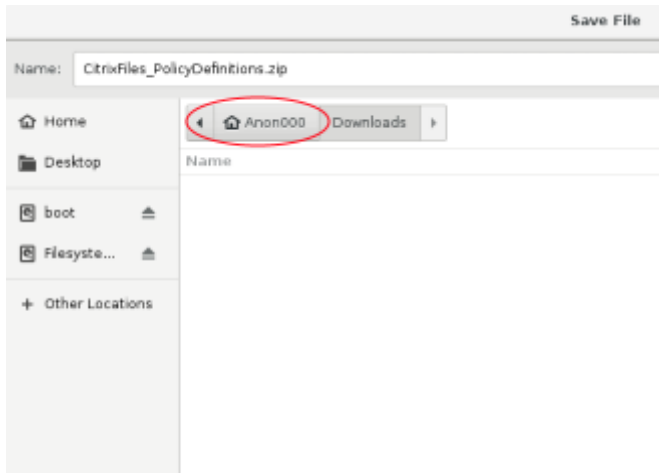 Save File
Name: CitrixFiles_PolicyDefinitions.zip
Home
Anon000 Downloads
Desktop
Name
boot
Filesyste...
+ Other Locations